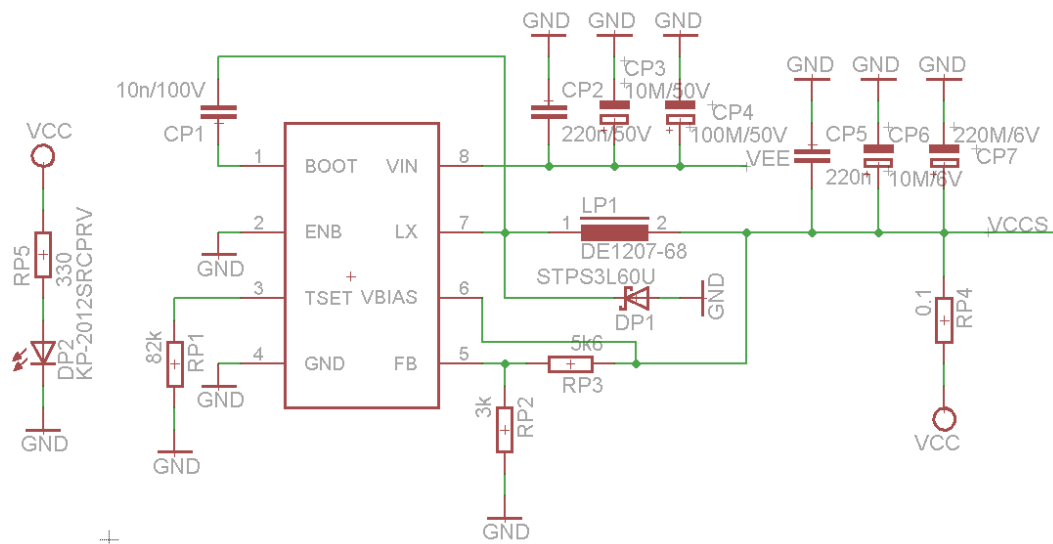 GND GND GND
10n/100V
CP1
CP2
220n/50V
CP3
10M/50V
CP4
100M/50V
GND GND GND
CP5
220n
CP6
10M/6V
220M/6V
CP7
VCC
RP5
330
DP2
KP-2012SRCPRV
GND
1 BOOT VIN 8
VEE
2 ENB LX 7
GND
LP1
1 2
DE1207-68
VCCS
3 TSET VBIAS 6
STPS3L60U
DP1
GND
82k
RP1
GND
4 GND FB 5
GND
5k6
RP3
3k
RP2
GND
0.1
RP4
VCC